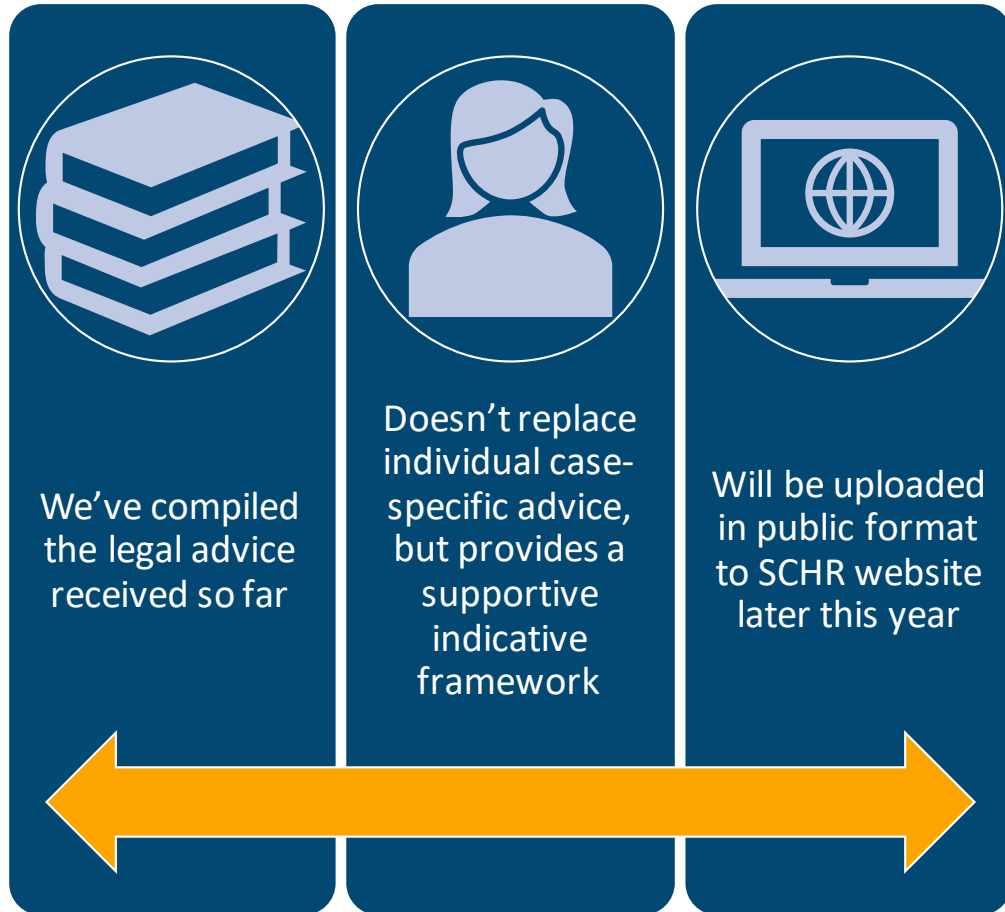 We’ve compiled
the legal advice
received so far
Doesn’t replace
individual case-
specific advice,
but provides a
supportive
indicative
framework
Will be uploaded
in public format
to SCHR website
later this year